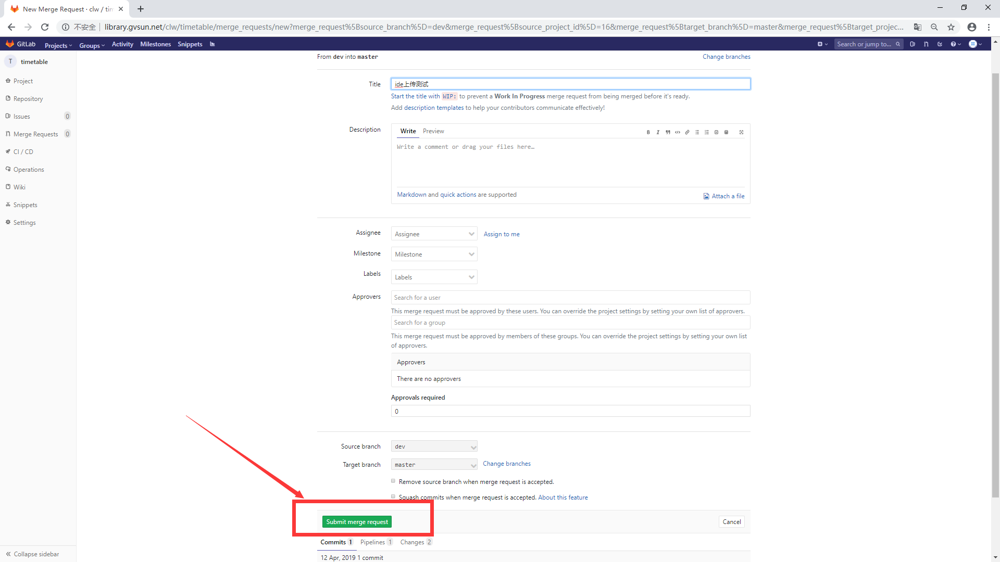 New Merge Request · clw / tim
不安全
library.gvsun.net/clw/timetable/merge_requests/new?merge_request%5Bsource_branch%5D=dev&merge_request%5Bsource_project_id%5D=16&merge_request%5Btarget_branch%5D=master&merge_request%5Btarget_projec...
GitLab Projects Groups Activity Milestones Snippets
Search or jump to...
T timetable
Project
Repository
Issues 0
Merge Requests 0
CI / CD
Operations
Wiki
Snippets
Settings
Collapse sidebar
From dev into master
Change branches
Title
ide上传测试
Start the title with WIP: to prevent a Work In Progress merge request from being merged before it's ready.
Add description templates to help your contributors communicate effectively!
Description
Write Preview
Write a comment or drag your files here…
Markdown and quick actions are supported
Attach a file
Assignee
Assignee
Assign to me
Milestone
Milestone
Labels
Labels
Approvers
Search for a user
This merge request must be approved by these users. You can override the project settings by setting your own list of approvers.
Search for a group
This merge request must be approved by members of these groups. You can override the project settings by setting your own list
of approvers.
Approvers
There are no approvers
Approvals required
0
Source branch
dev
Target branch
master
Change branches
Remove source branch when merge request is accepted.
Squash commits when merge request is accepted. About this feature
Submit merge request
Cancel
Commits 1 Pipelines 1 Changes 2
12 Apr, 2019 1 commit